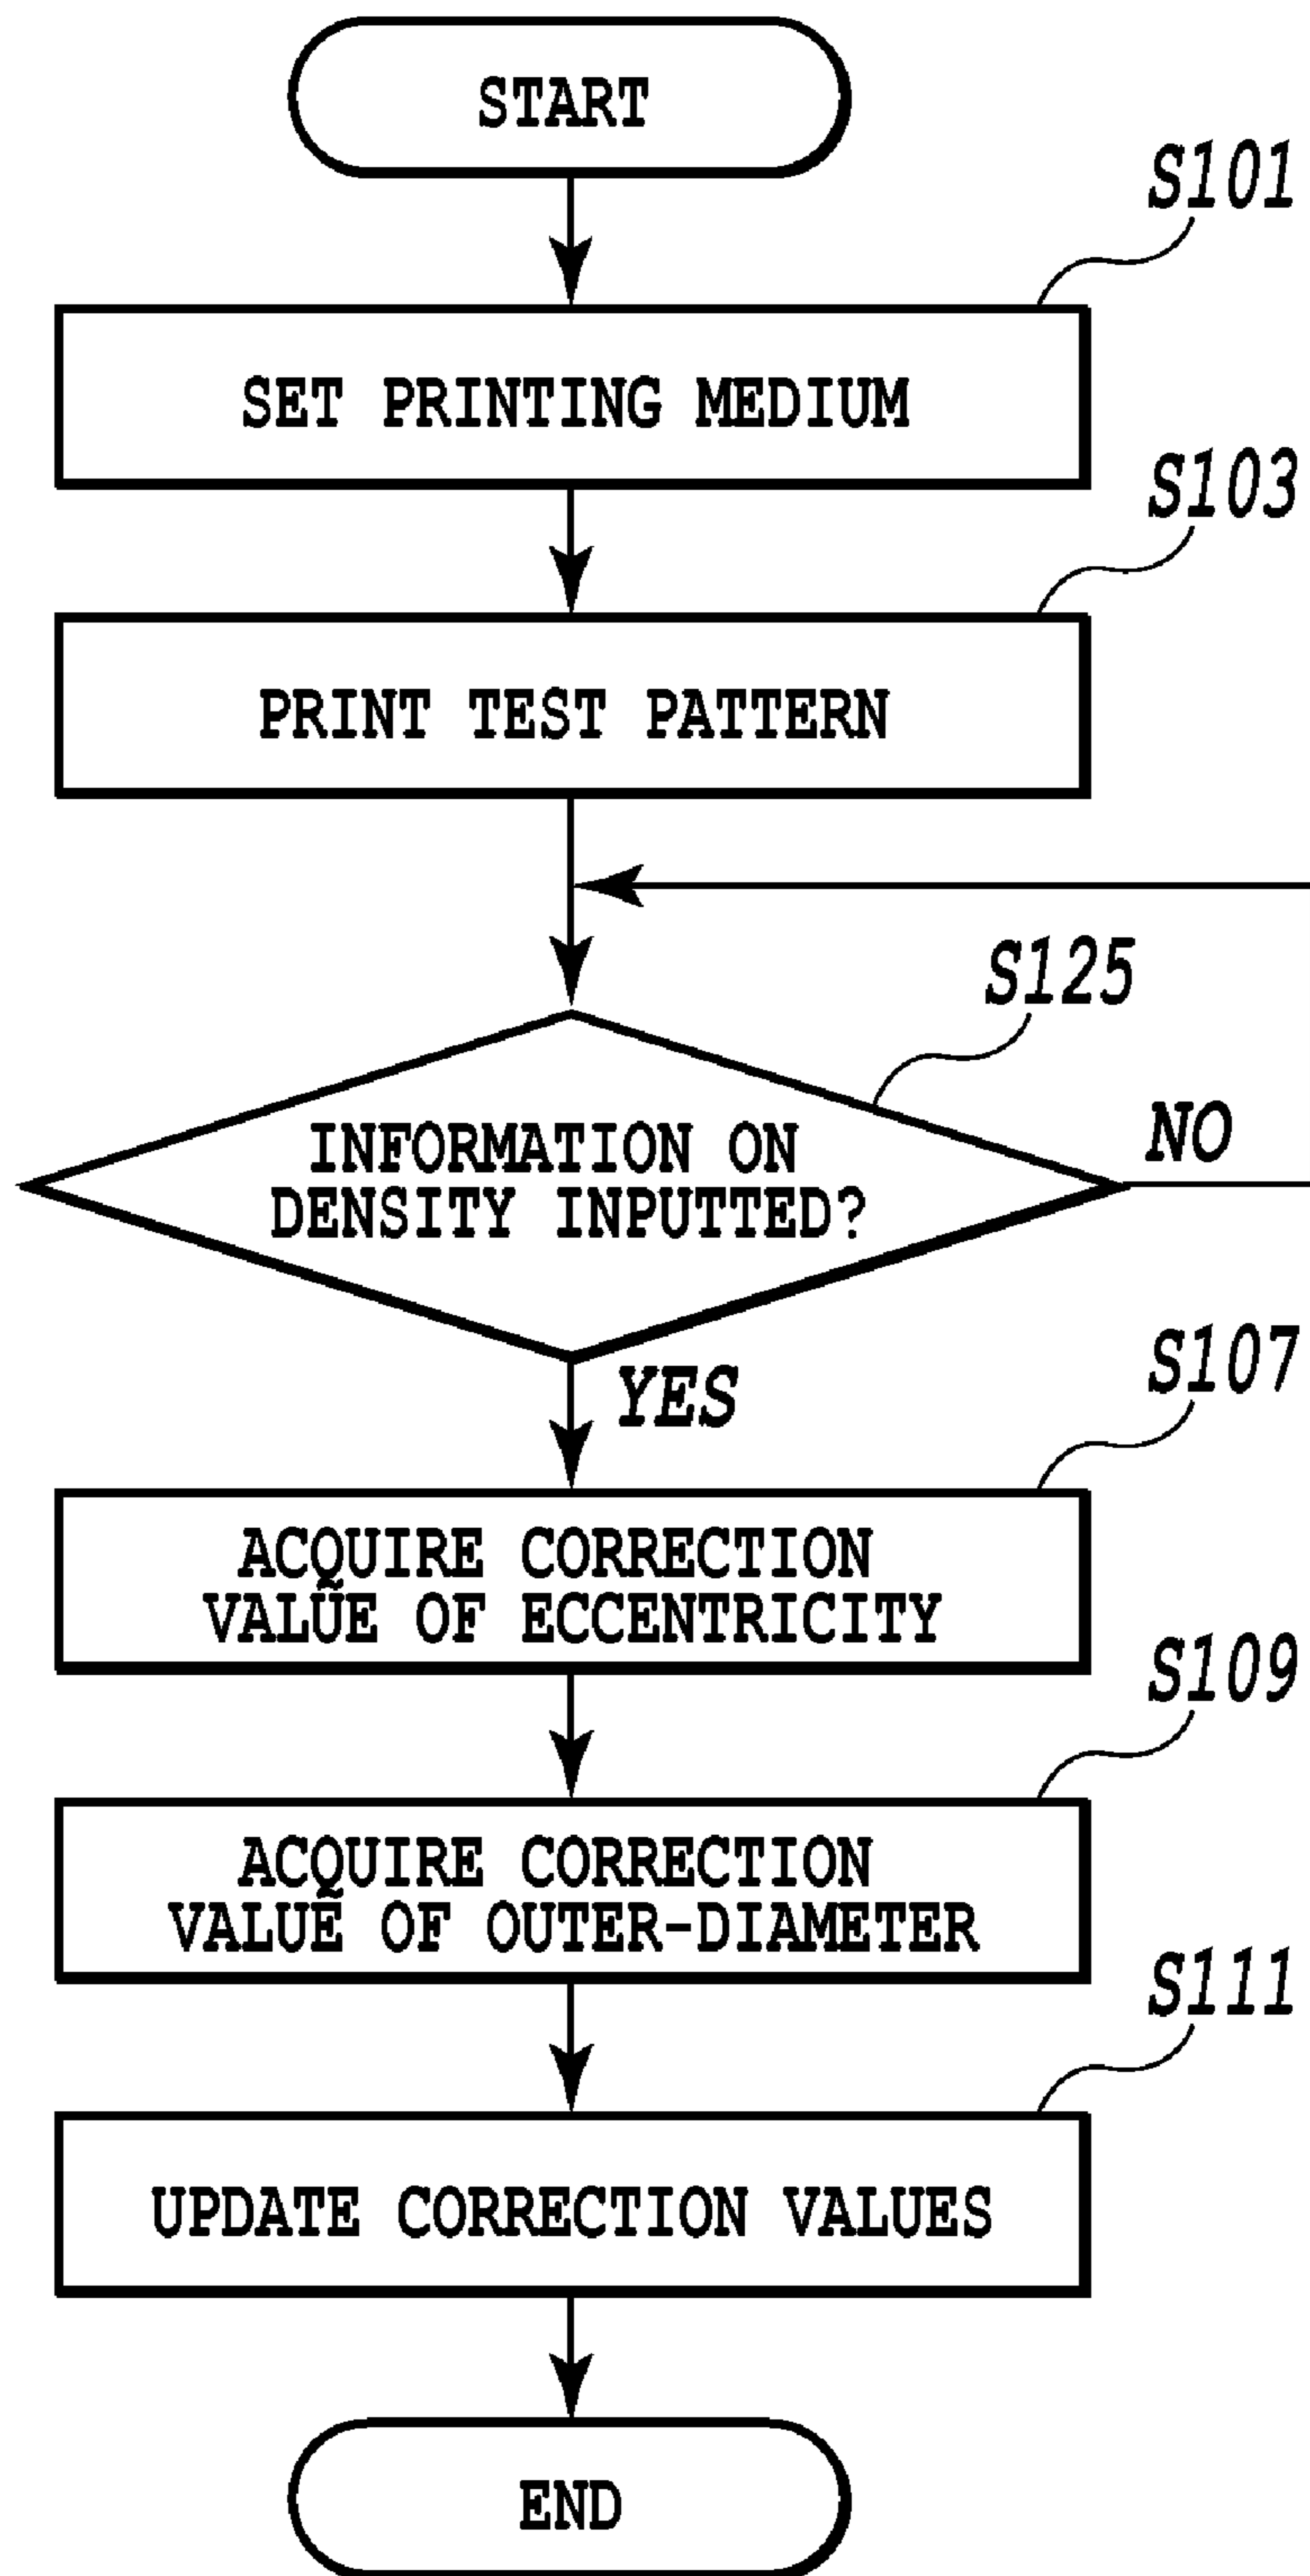 START
S101
SET PRINTING MEDIUM
S103
PRINT TEST PATTERN
S125
INFORMATION ON
DENSITY INPUTTED?
NO
YES
S107
ACQUIRE CORRECTION
VALUE OF ECCENTRICITY
S109
ACQUIRE CORRECTION
VALUE OF OUTER-DIAMETER
S111
UPDATE CORRECTION VALUES
END